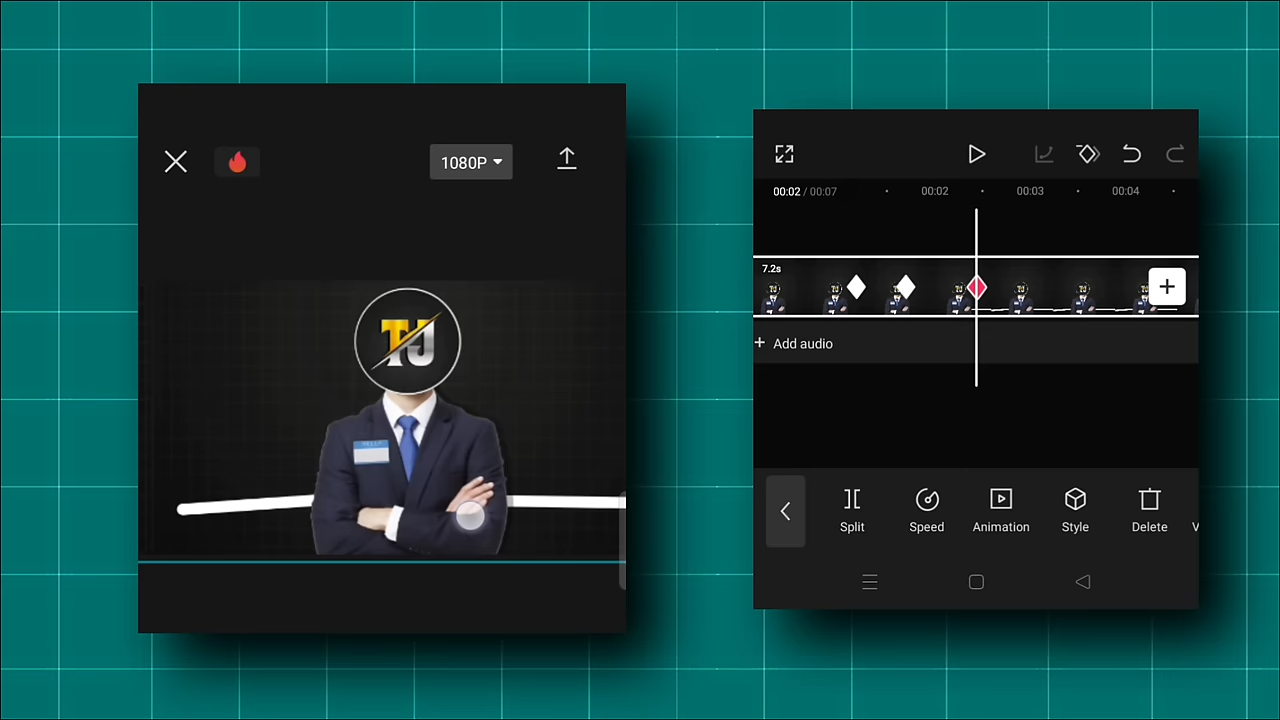 1080P
TJ
HELLO
00:02 / 00:07
00:02
00:03
00:04
7.2s
+ Add audio
Split
Speed
Animation
Style
Delete
V